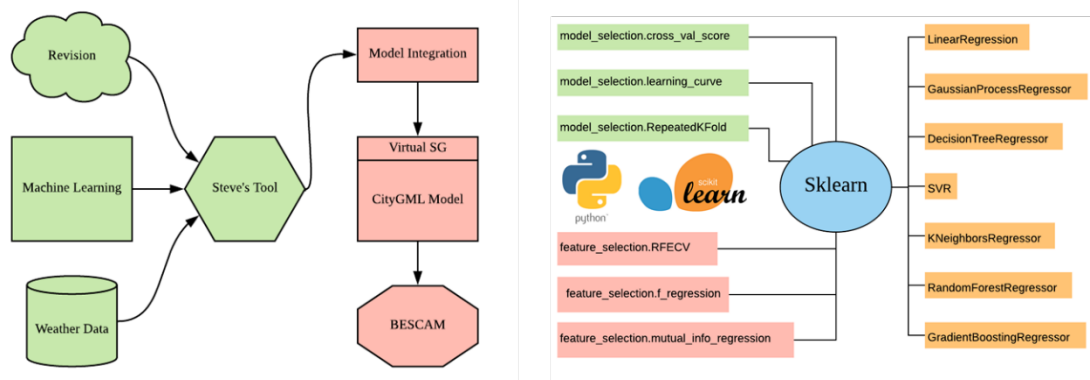 Revision
Machine Learning
Weather Data
Steve's Tool
Model Integration
Virtual SG
CityGML Model
BESCAM
model_selection.cross_val_score
model_selection.learning_curve
model_selection.RepeatedKFold
python
scikit
learn
feature_selection.RFECV
feature_selection.f_regression
feature_selection.mutual_info_regression
Sklearn
LinearRegression
GaussianProcessRegressor
DecisionTreeRegressor
SVR
KNeighborsRegressor
RandomForestRegressor
GradientBoostingRegressor